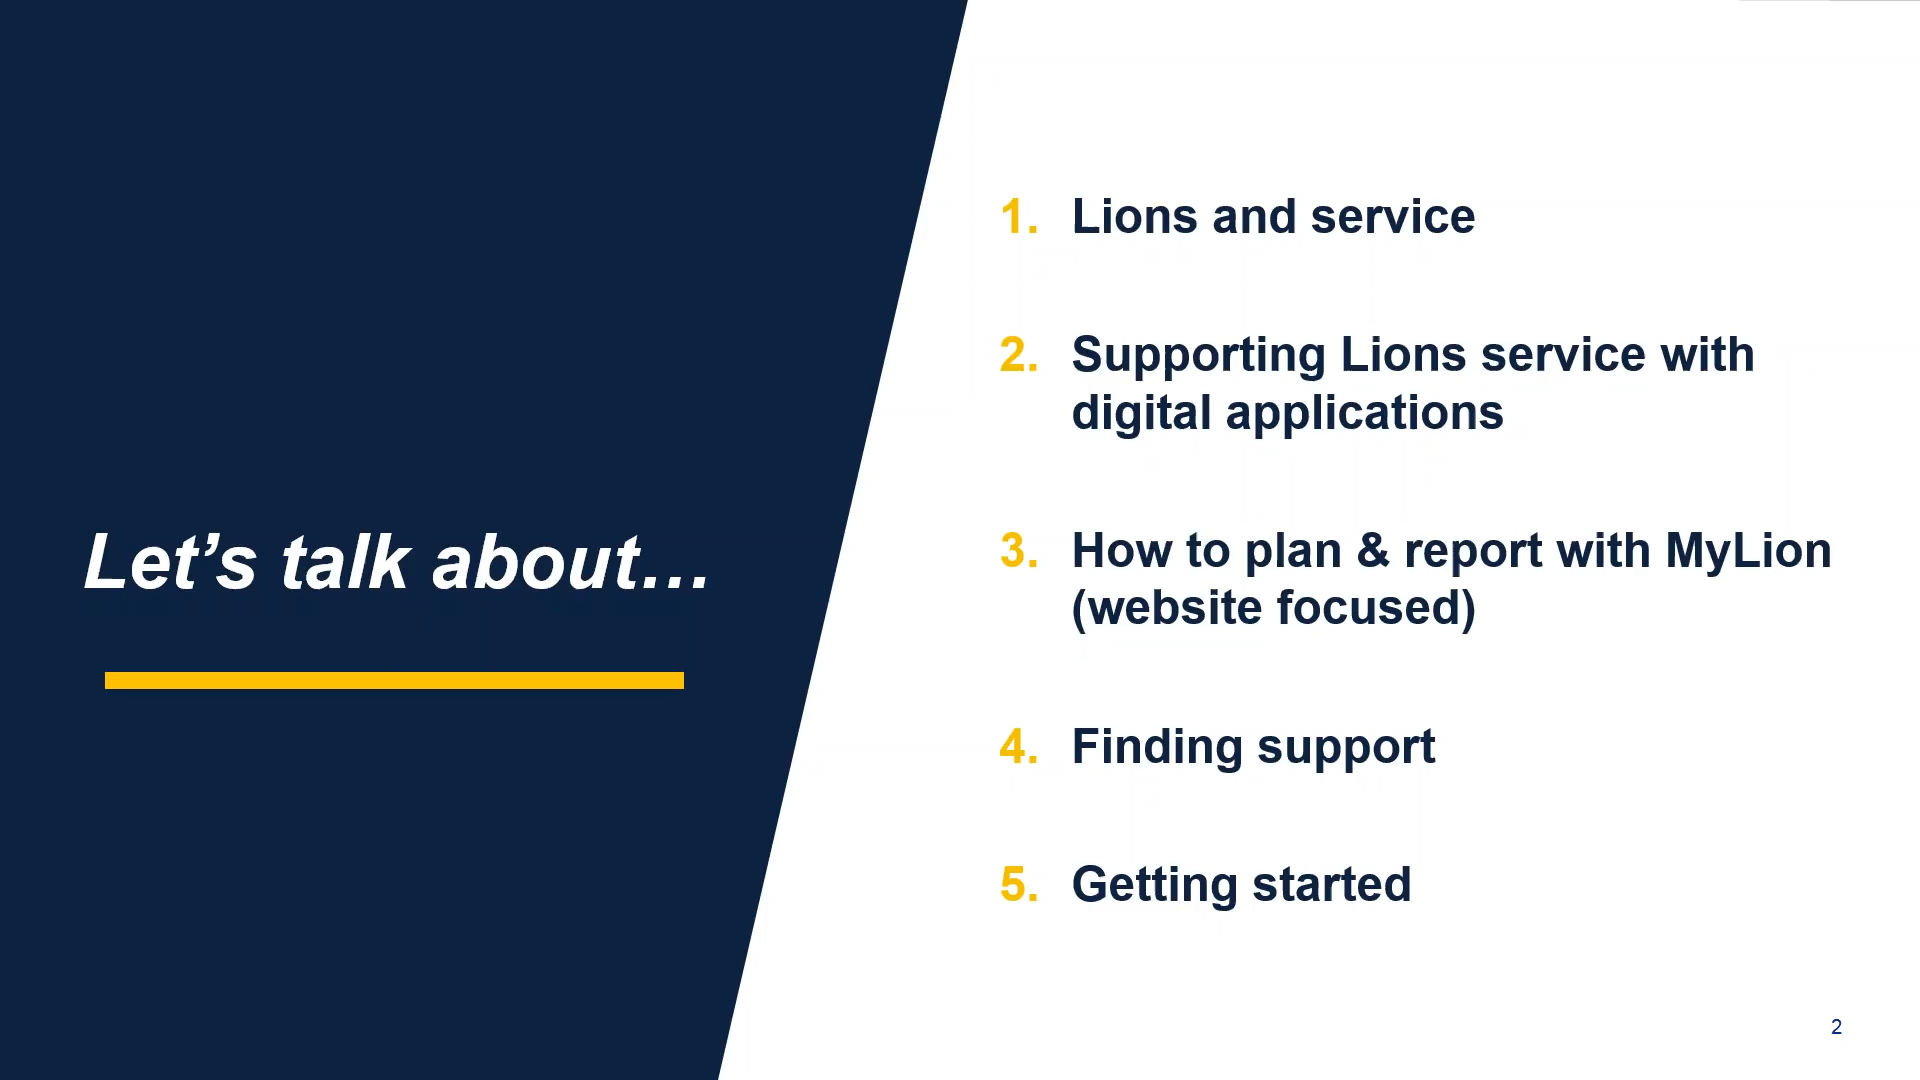 Let’s talk about…
1. Lions and service
2. Supporting Lions service with
digital applications
3. How to plan & report with MyLion
(website focused)
4. Finding support
5. Getting started
2